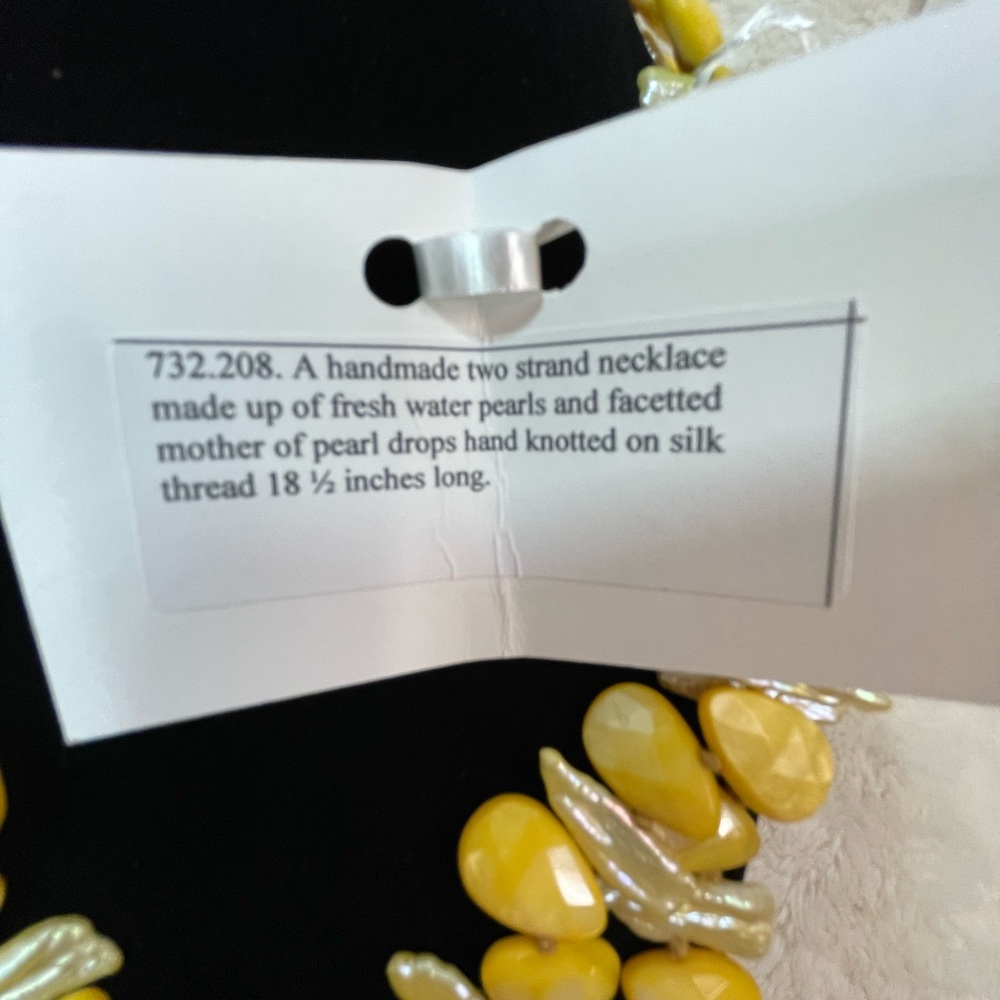 732.208. A handmade two strand necklace
made up of fresh water pearls and facetted
mother of pearl drops hand knotted on silk
thread 18 ½ inches long.